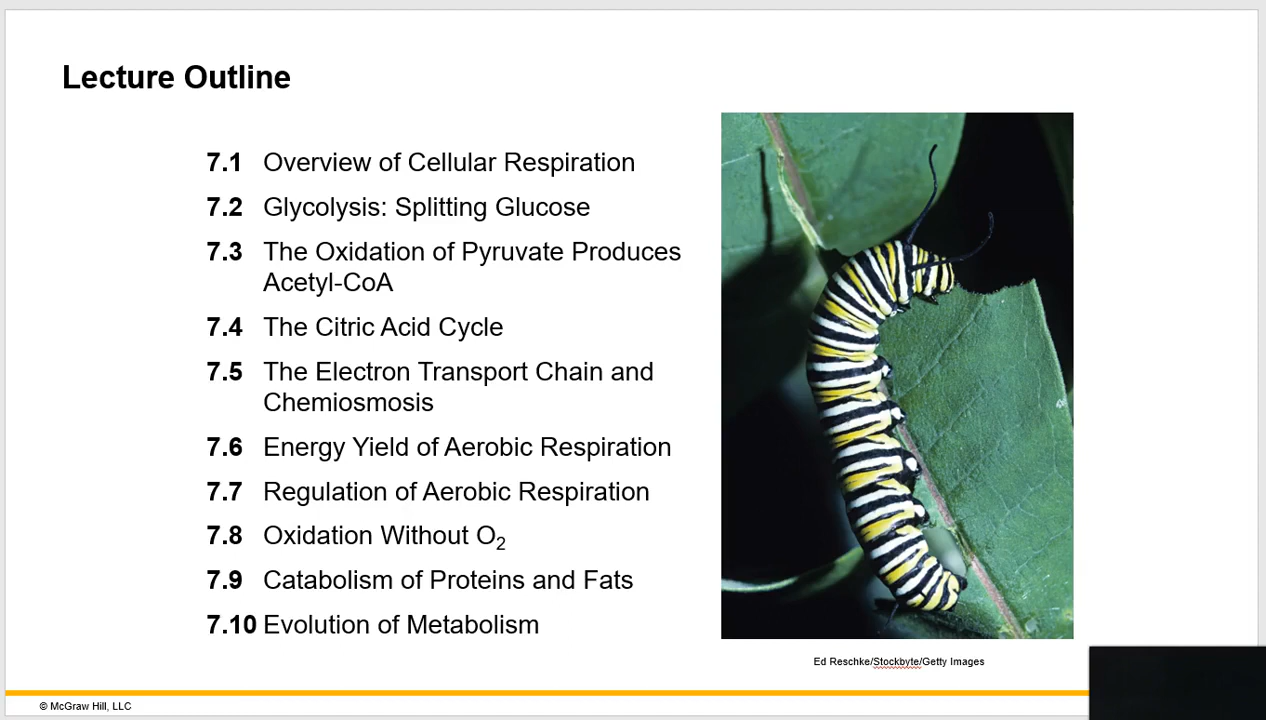 Lecture Outline
7.1 Overview of Cellular Respiration
7.2 Glycolysis: Splitting Glucose
7.3 The Oxidation of Pyruvate Produces
Acetyl-CoA
7.4 The Citric Acid Cycle
7.5 The Electron Transport Chain and
Chemiosmosis
7.6 Energy Yield of Aerobic Respiration
7.7 Regulation of Aerobic Respiration
7.8 Oxidation Without O₂
7.9 Catabolism of Proteins and Fats
7.10 Evolution of Metabolism
Ed Reschke/Stockbyte/Getty Images
© McGraw Hill, LLC